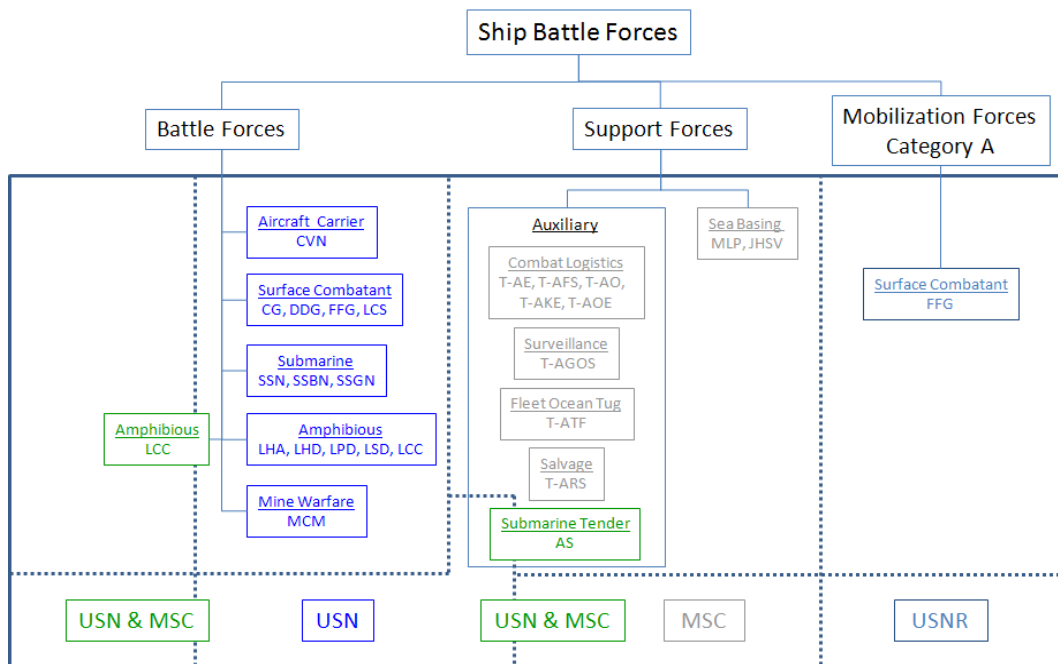 Ship Battle Forces
Battle Forces
Support Forces
Mobilization Forces
Category A
Aircraft Carrier
CVN
Surface Combatant
CG, DDG, FFG, LCS
Submarine
SSN, SSBN, SSGN
Amphibious
LCC
Amphibious
LHA, LHD, LPD, LSD, LCC
Mine Warfare
MCM
Auxiliary
Combat Logistics
T-AE, T-AFS, T-AO,
T-AKE, T-AOE
Surveillance
T-AGOS
Fleet Ocean Tug
T-ATF
Salvage
T-ARS
Submarine Tender
AS
Sea Basing
MLP, JHSV
Surface Combatant
FFG
USN & MSC
USN
USN & MSC
MSC
USNR